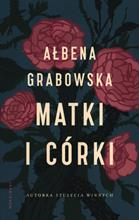 AŁBENA
GRABOWSKA
MATKI
I CÓRKI
AUTORKA STULECIA WINNYCH